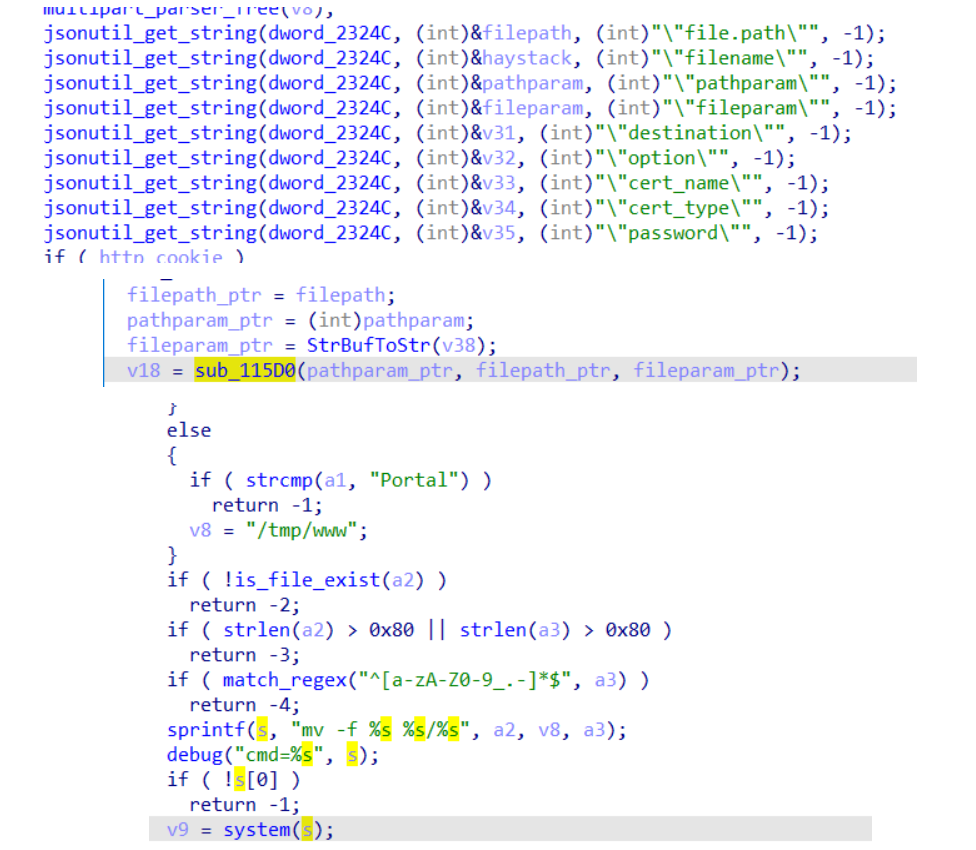 multipart_parser_free(v8);
jsonutil_get_string(dword_2324C, (int)&filepath, (int)"\"file.path\"", -1);
jsonutil_get_string(dword_2324C, (int)&haystack, (int)"\"filename\"", -1);
jsonutil_get_string(dword_2324C, (int)&pathparam, (int)"\"pathparam\"", -1);
jsonutil_get_string(dword_2324C, (int)&fileparam, (int)"\"fileparam\"", -1);
jsonutil_get_string(dword_2324C, (int)&v31, (int)"\"destination\"", -1);
jsonutil_get_string(dword_2324C, (int)&v32, (int)"\"option\"", -1);
jsonutil_get_string(dword_2324C, (int)&v33, (int)"\"cert_name\"", -1);
jsonutil_get_string(dword_2324C, (int)&v34, (int)"\"cert_type\"", -1);
jsonutil_get_string(dword_2324C, (int)&v35, (int)"\"password\"", -1);
if ( http_cookie )
filepath_ptr = filepath;
pathparam_ptr = (int)pathparam;
fileparam_ptr = StrBufToStr(v38);
v18 = sub_115D0(pathparam_ptr, filepath_ptr, fileparam_ptr);
}
else
{
if ( strcmp(a1, "Portal") )
return -1;
v8 = "/tmp/www";
}
if ( !is_file_exist(a2) )
return -2;
if ( strlen(a2) > 0x80 || strlen(a3) > 0x80 )
return -3;
if ( match_regex("^[a-zA-Z0-9_.-]*$", a3) )
return -4;
sprintf(s, "mv -f %s %s/%s", a2, v8, a3);
debug("cmd=%s", s);
if ( !s[0] )
return -1;
v9 = system(s);